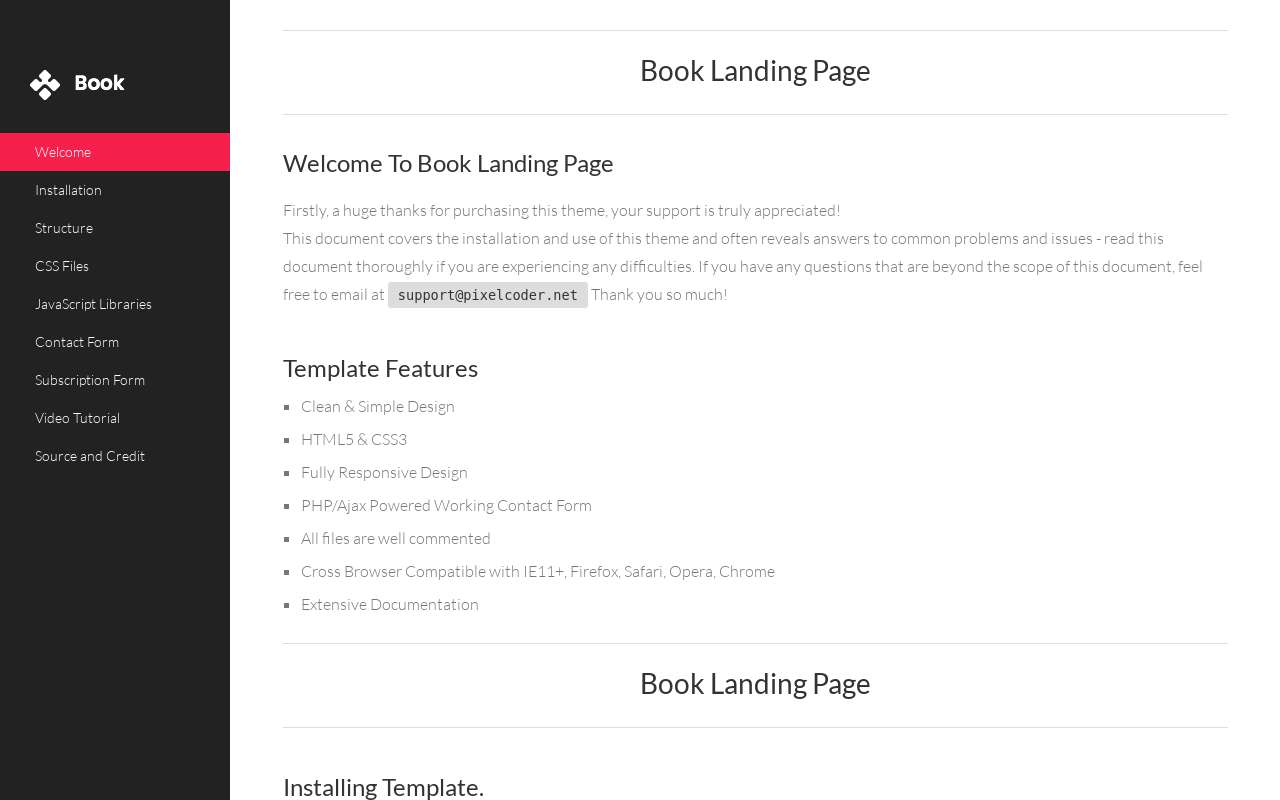 Book
Welcome
Installation
Structure
CSS Files
JavaScript Libraries
Contact Form
Subscription Form
Video Tutorial
Source and Credit
Book Landing Page
Welcome To Book Landing Page
Firstly, a huge thanks for purchasing this theme, your support is truly appreciated!
This document covers the installation and use of this theme and often reveals answers to common problems and issues - read this
document thoroughly if you are experiencing any difficulties. If you have any questions that are beyond the scope of this document, feel
free to email at support@pixelcoder.net Thank you so much!
Template Features
Clean & Simple Design
HTML5 & CSS3
Fully Responsive Design
PHP/Ajax Powered Working Contact Form
All files are well commented
Cross Browser Compatible with IE11+, Firefox, Safari, Opera, Chrome
Extensive Documentation
Book Landing Page
Installing Template.